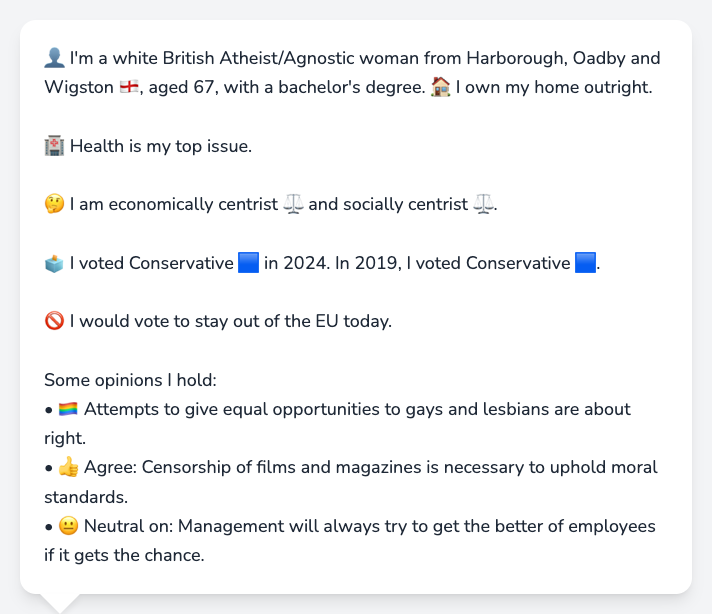 👤 I'm a white British Atheist/Agnostic woman from Harborough, Oadby and
Wigston 🏴󠁧󠁢󠁥󠁮󠁧󠁿, aged 67, with a bachelor's degree. 🏠 I own my home outright.
🏥 Health is my top issue.
🤔 I am economically centrist ⚖️ and socially centrist ⚖️.
🗳️ I voted Conservative 🟦 in 2024. In 2019, I voted Conservative 🟦.
🚫 I would vote to stay out of the EU today.
Some opinions I hold:
• 🏳️‍🌈 Attempts to give equal opportunities to gays and lesbians are about
right.
• 👍 Agree: Censorship of films and magazines is necessary to uphold moral
standards.
• 😐 Neutral on: Management will always try to get the better of employees
if it gets the chance.